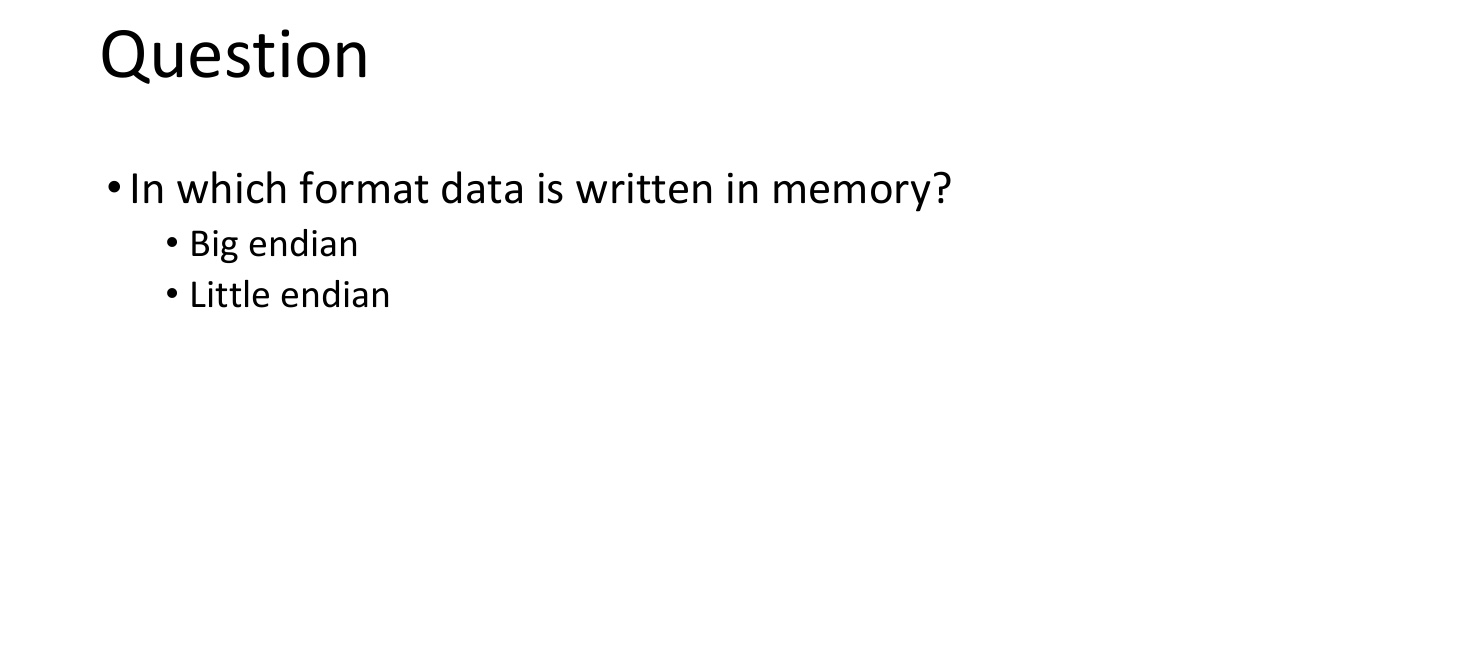 Question
• In which format data is written in memory?
• Big endian
• Little endian